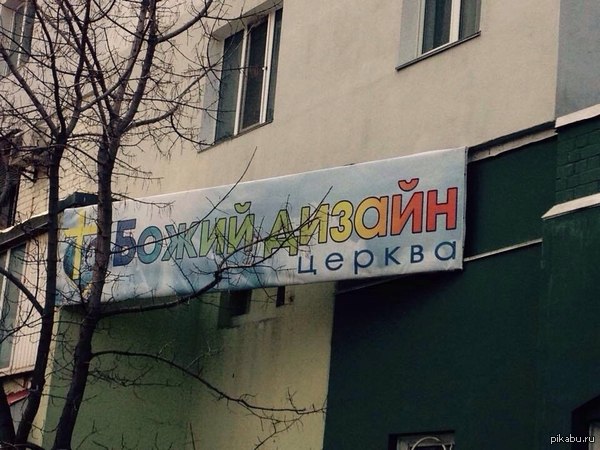 Божий дизайн
церква
pikabu.ru